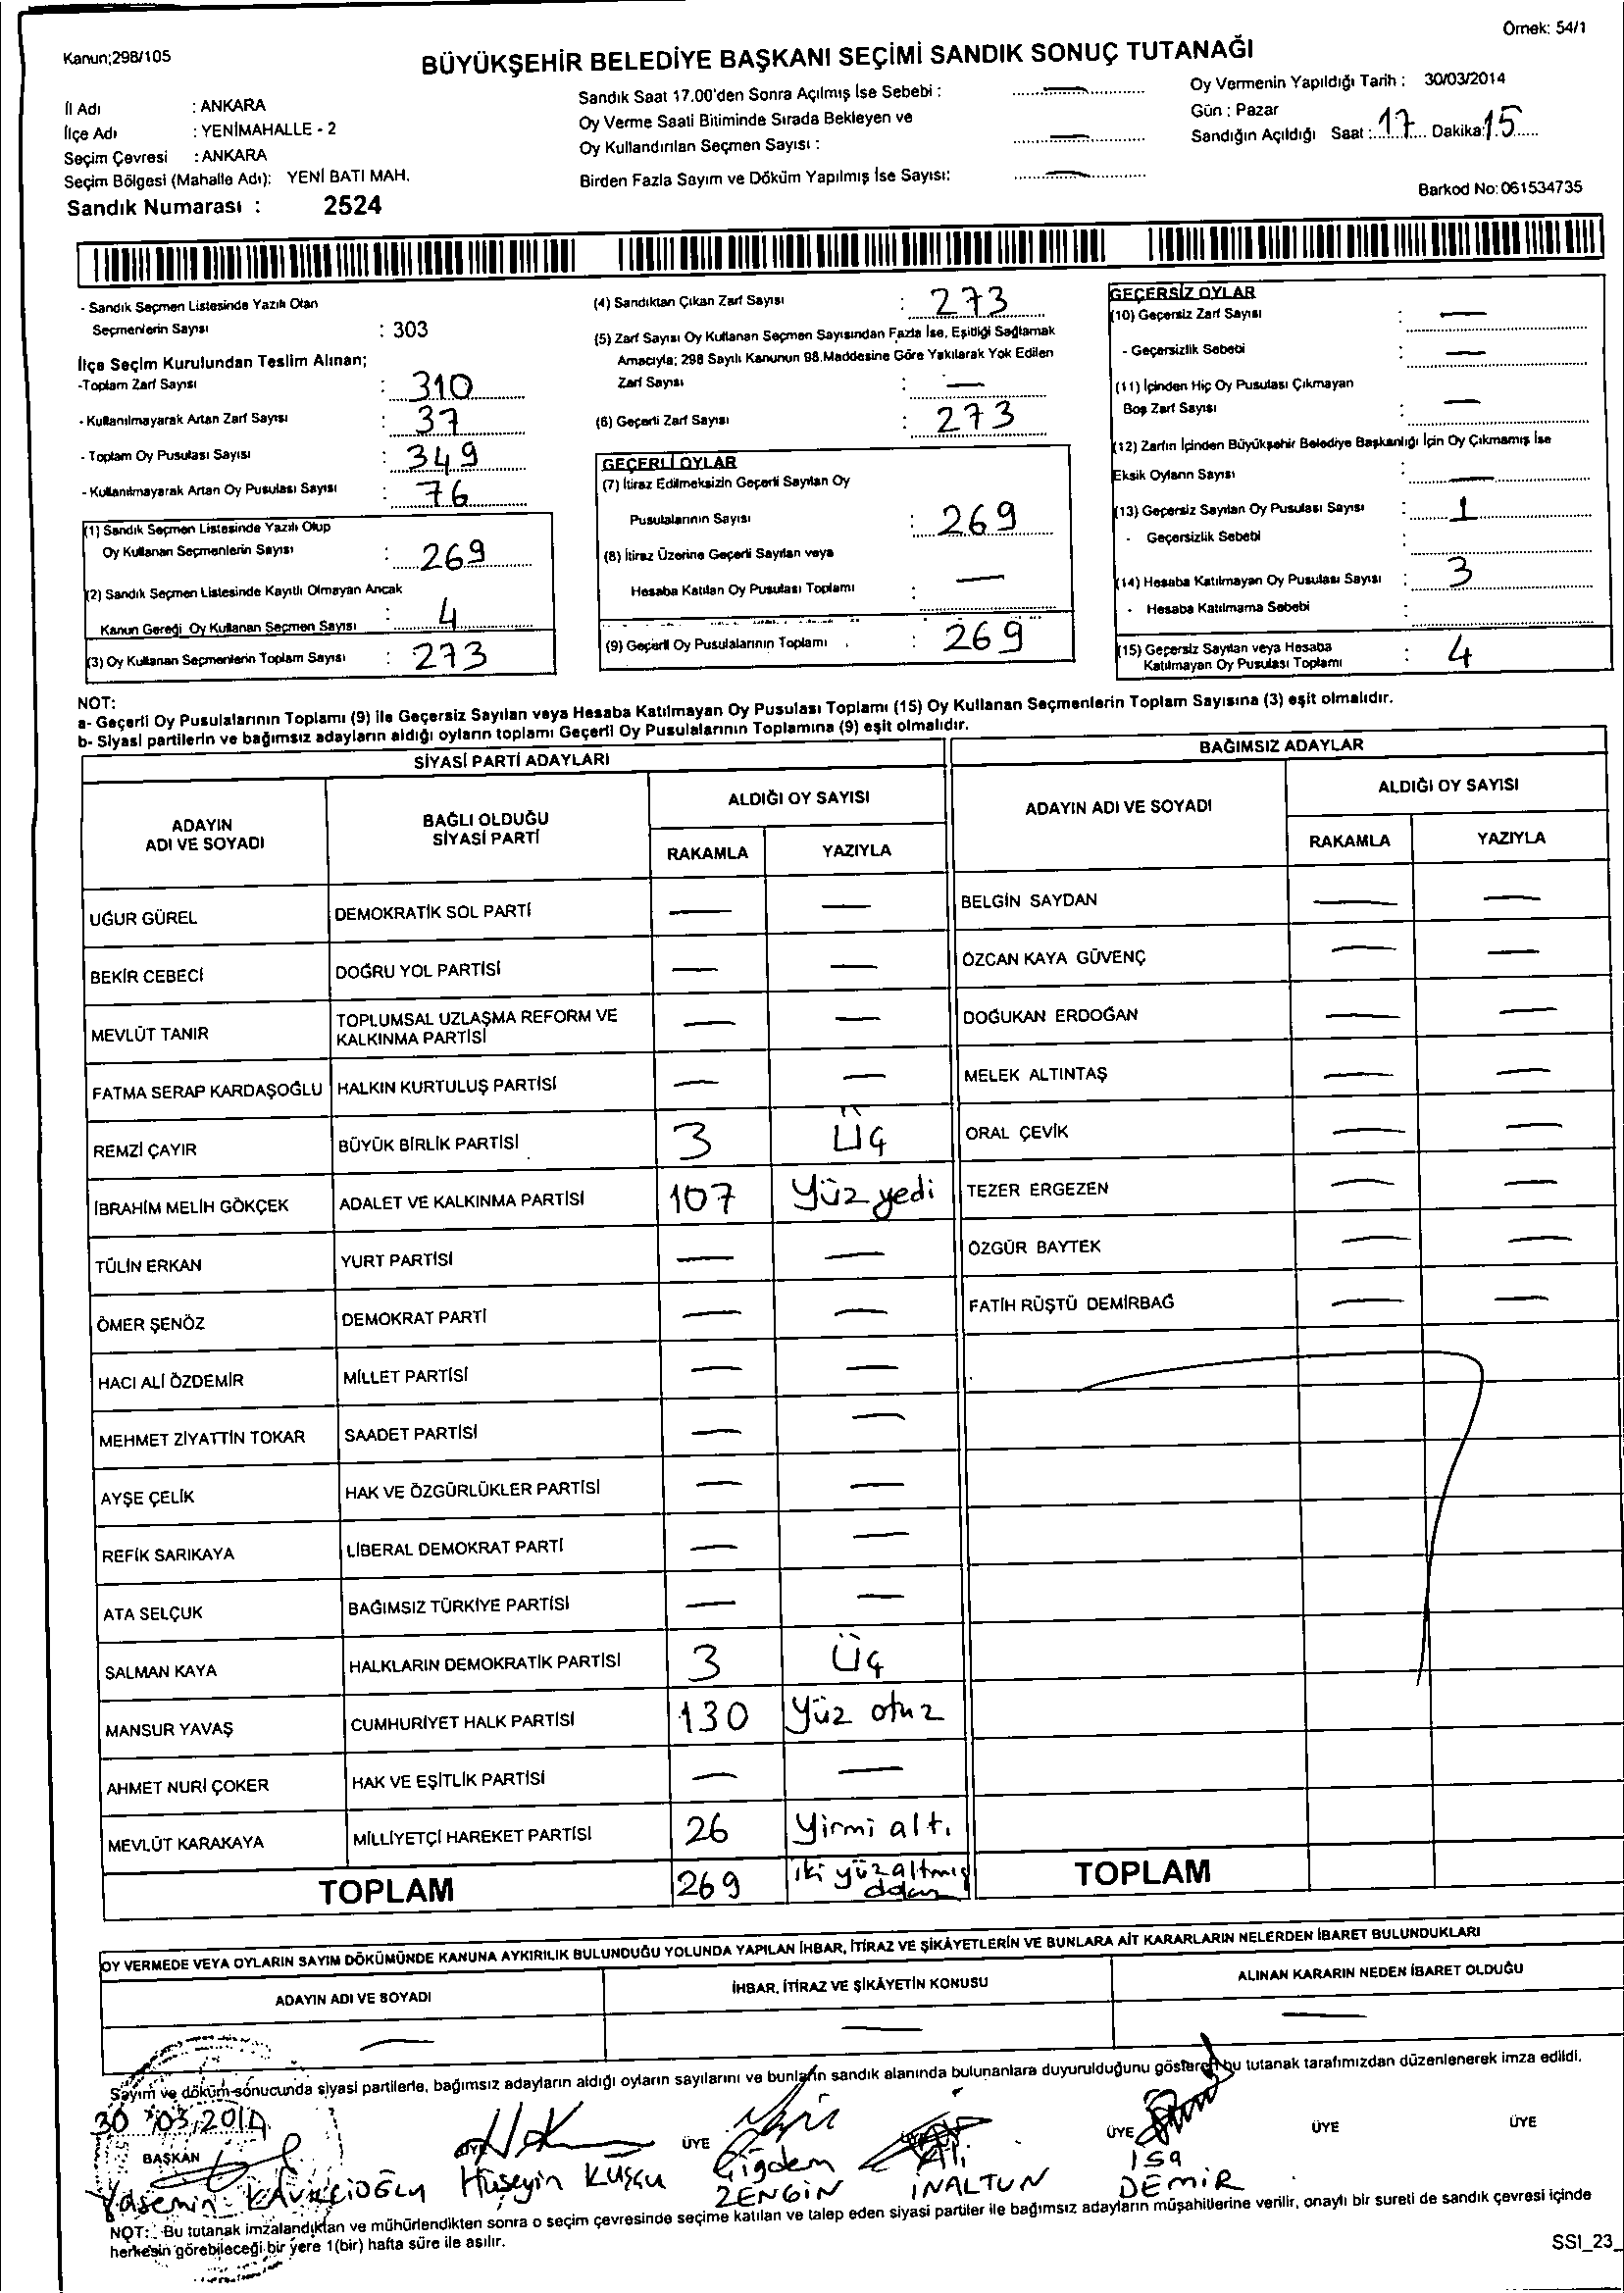 Örnek: 54/1
Kanun;298/105
BÜYÜKŞEHİR BELEDİYE BAŞKANI SEÇİMİ SANDIK SONUÇ TUTANAĞI
İl Adı : ANKARA
İlçe Adı : YENİMAHALLE - 2
Seçim Çevresi : ANKARA
Seçim Bölgesi (Mahalle Adı): YENİ BATI MAH.
Sandık Numarası : 2524
Sandık Saat 17.00'den Sonra Açılmış İse Sebebi : —
Oy Verme Saati Bitiminde Sırada Bekleyen ve
Oy Kullandırılan Seçmen Sayısı : —
Birden Fazla Sayım ve Döküm Yapılmış İse Sayısı: —
Oy Vermenin Yapıldığı Tarih : 30/03/2014
Gün : Pazar
Sandığın Açıldığı Saat : 17 Dakika: 15
Barkod No: 061534735
- Sandık Seçmen Listesinde Yazılı Olan
Seçmenlerin Sayısı : 303
İlçe Seçim Kurulundan Teslim Alınan;
-Toplam Zarf Sayısı : 310
- Kullanılmayarak Artan Zarf Sayısı : 37
- Toplam Oy Pusulası Sayısı : 349
- Kullanılmayarak Artan Oy Pusulası Sayısı : 76
(1) Sandık Seçmen Listesinde Yazılı Olup
Oy Kullanan Seçmenlerin Sayısı : 269
(2) Sandık Seçmen Listesinde Kayıtlı Olmayan Ancak
Kanun Gereği Oy Kullanan Seçmen Sayısı : 4
(3) Oy Kullanan Seçmenlerin Toplam Sayısı : 273
(4) Sandıktan Çıkan Zarf Sayısı : 273
(5) Zarf Sayısı Oy Kullanan Seçmen Sayısından Fazla İse, Eşitliği Sağlamak
Amacıyla; 298 Sayılı Kanunun 98.Maddesine Göre Yakılarak Yok Edilen
Zarf Sayısı : —
(6) Geçerli Zarf Sayısı : 273
GEÇERLİ OYLAR
(7) İtiraz Edilmeksizin Geçerli Sayılan Oy
Pusulalarının Sayısı : 269
(8) İtiraz Üzerine Geçerli Sayılan veya
Hesaba Katılan Oy Pusulası Toplamı : —
(9) Geçerli Oy Pusulalarının Toplamı : 269
GEÇERSİZ OYLAR
(10) Geçersiz Zarf Sayısı : —
- Geçersizlik Sebebi : —
(11) İçinden Hiç Oy Pusulası Çıkmayan
Boş Zarf Sayısı : —
(12) Zarfın İçinden Büyükşehir Belediye Başkanlığı İçin Oy Çıkmamış İse
Eksik Oyların Sayısı : —
(13) Geçersiz Sayılan Oy Pusulası Sayısı : 1
- Geçersizlik Sebebi :
(14) Hesaba Katılmayan Oy Pusulası Sayısı : 3
- Hesaba Katılmama Sebebi :
(15) Geçersiz Sayılan veya Hesaba
Katılmayan Oy Pusulası Toplamı : 4
NOT:
a- Geçerli Oy Pusulalarının Toplamı (9) ile Geçersiz Sayılan veya Hesaba Katılmayan Oy Pusulası Toplamı (15) Oy Kullanan Seçmenlerin Toplam Sayısına (3) eşit olmalıdır.
b- Siyasi partilerin ve bağımsız adayların aldığı oyların toplamı Geçerli Oy Pusulalarının Toplamına (9) eşit olmalıdır.
SİYASİ PARTİ ADAYLARI
ADAYIN ADI VE SOYADI
BAĞLI OLDUĞU SİYASİ PARTİ
ALDIĞI OY SAYISI
RAKAMLA YAZIYLA
UĞUR GÜREL DEMOKRATİK SOL PARTİ — —
BEKİR CEBECİ DOĞRU YOL PARTİSİ — —
MEVLÜT TANIR TOPLUMSAL UZLAŞMA REFORM VE KALKINMA PARTİSİ — —
FATMA SERAP KARDAŞOĞLU HALKIN KURTULUŞ PARTİSİ — —
REMZİ ÇAYIR BÜYÜK BİRLİK PARTİSİ 3 Üç
İBRAHİM MELİH GÖKÇEK ADALET VE KALKINMA PARTİSİ 107 Yüz yedi
TÜLİN ERKAN YURT PARTİSİ — —
ÖMER ŞENÖZ DEMOKRAT PARTİ — —
HACI ALİ ÖZDEMİR MİLLET PARTİSİ — —
MEHMET ZİYATTİN TOKAR SAADET PARTİSİ — —
AYŞE ÇELİK HAK VE ÖZGÜRLÜKLER PARTİSİ — —
REFİK SARIKAYA LİBERAL DEMOKRAT PARTİ — —
ATA SELÇUK BAĞIMSIZ TÜRKİYE PARTİSİ — —
SALMAN KAYA HALKLARIN DEMOKRATİK PARTİSİ 3 Üç
MANSUR YAVAŞ CUMHURİYET HALK PARTİSİ 130 Yüz otuz
AHMET NURİ ÇOKER HAK VE EŞİTLİK PARTİSİ — —
MEVLÜT KARAKAYA MİLLİYETÇİ HAREKET PARTİSİ 26 Yirmi altı
TOPLAM 269 iki yüz altmış dokuz
BAĞIMSIZ ADAYLAR
ADAYIN ADI VE SOYADI
ALDIĞI OY SAYISI
RAKAMLA YAZIYLA
BELGİN SAYDAN — —
ÖZCAN KAYA GÜVENÇ — —
DOĞUKAN ERDOĞAN — —
MELEK ALTINTAŞ — —
ORAL ÇEVİK — —
TEZER ERGEZEN — —
ÖZGÜR BAYTEK — —
FATİH RÜŞTÜ DEMİRBAĞ — —
TOPLAM
OY VERMEDE VEYA OYLARIN SAYIM DÖKÜMÜNDE KANUNA AYKIRILIK BULUNDUĞU YOLUNDA YAPILAN İHBAR, İTİRAZ VE ŞİKÂYETLERİN VE BUNLARA AİT KARARLARIN NELERDEN İBARET BULUNDUKLARI
ADAYIN ADI VE SOYADI
İHBAR, İTİRAZ VE ŞİKÂYETİN KONUSU
ALINAN KARARIN NEDEN İBARET OLDUĞU
— — —
Sayım ve döküm sonucunda siyasi partilerle, bağımsız adayların aldığı oyların sayılarını ve bunların sandık alanında bulunanlara duyurulduğunu gösteren bu tutanak tarafımızdan düzenlenerek imza edildi.
30/03/2014
BAŞKAN ÜYE ÜYE ÜYE ÜYE ÜYE
Yasemin KAVKCİOĞLU Hüseyin KUŞÇU Çiğdem ZENGİN Ali İNALTUN İsa DEMİR
NOT: Bu tutanak imzalandıktan ve mühürlendikten sonra o seçim çevresinde seçime katılan ve talep eden siyasi partiler ile bağımsız adayların müşahitlerine verilir, onaylı bir sureti de sandık çevresi içinde
herkesin görebileceği bir yere 1(bir) hafta süre ile asılır.
SSI_23_